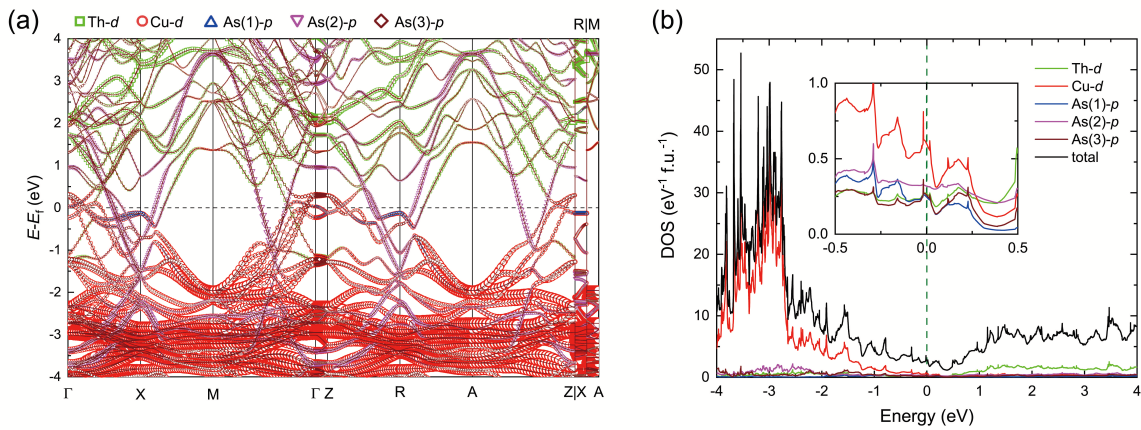 (a)
Th-d Cu-d As(1)-p As(2)-p As(3)-p
R|M
E-Ef (eV)
4
3
2
1
0
-1
-2
-3
-4
Γ X M Γ Z R A Z|X A
(b)
DOS (eV-1 f.u.-1)
50
40
30
20
10
0
1.0
0.5
0.0
-0.5 0 0.5
Th-d
Cu-d
As(1)-p
As(2)-p
As(3)-p
total
-4 -3 -2 -1 0 1 2 3 4
Energy (eV)